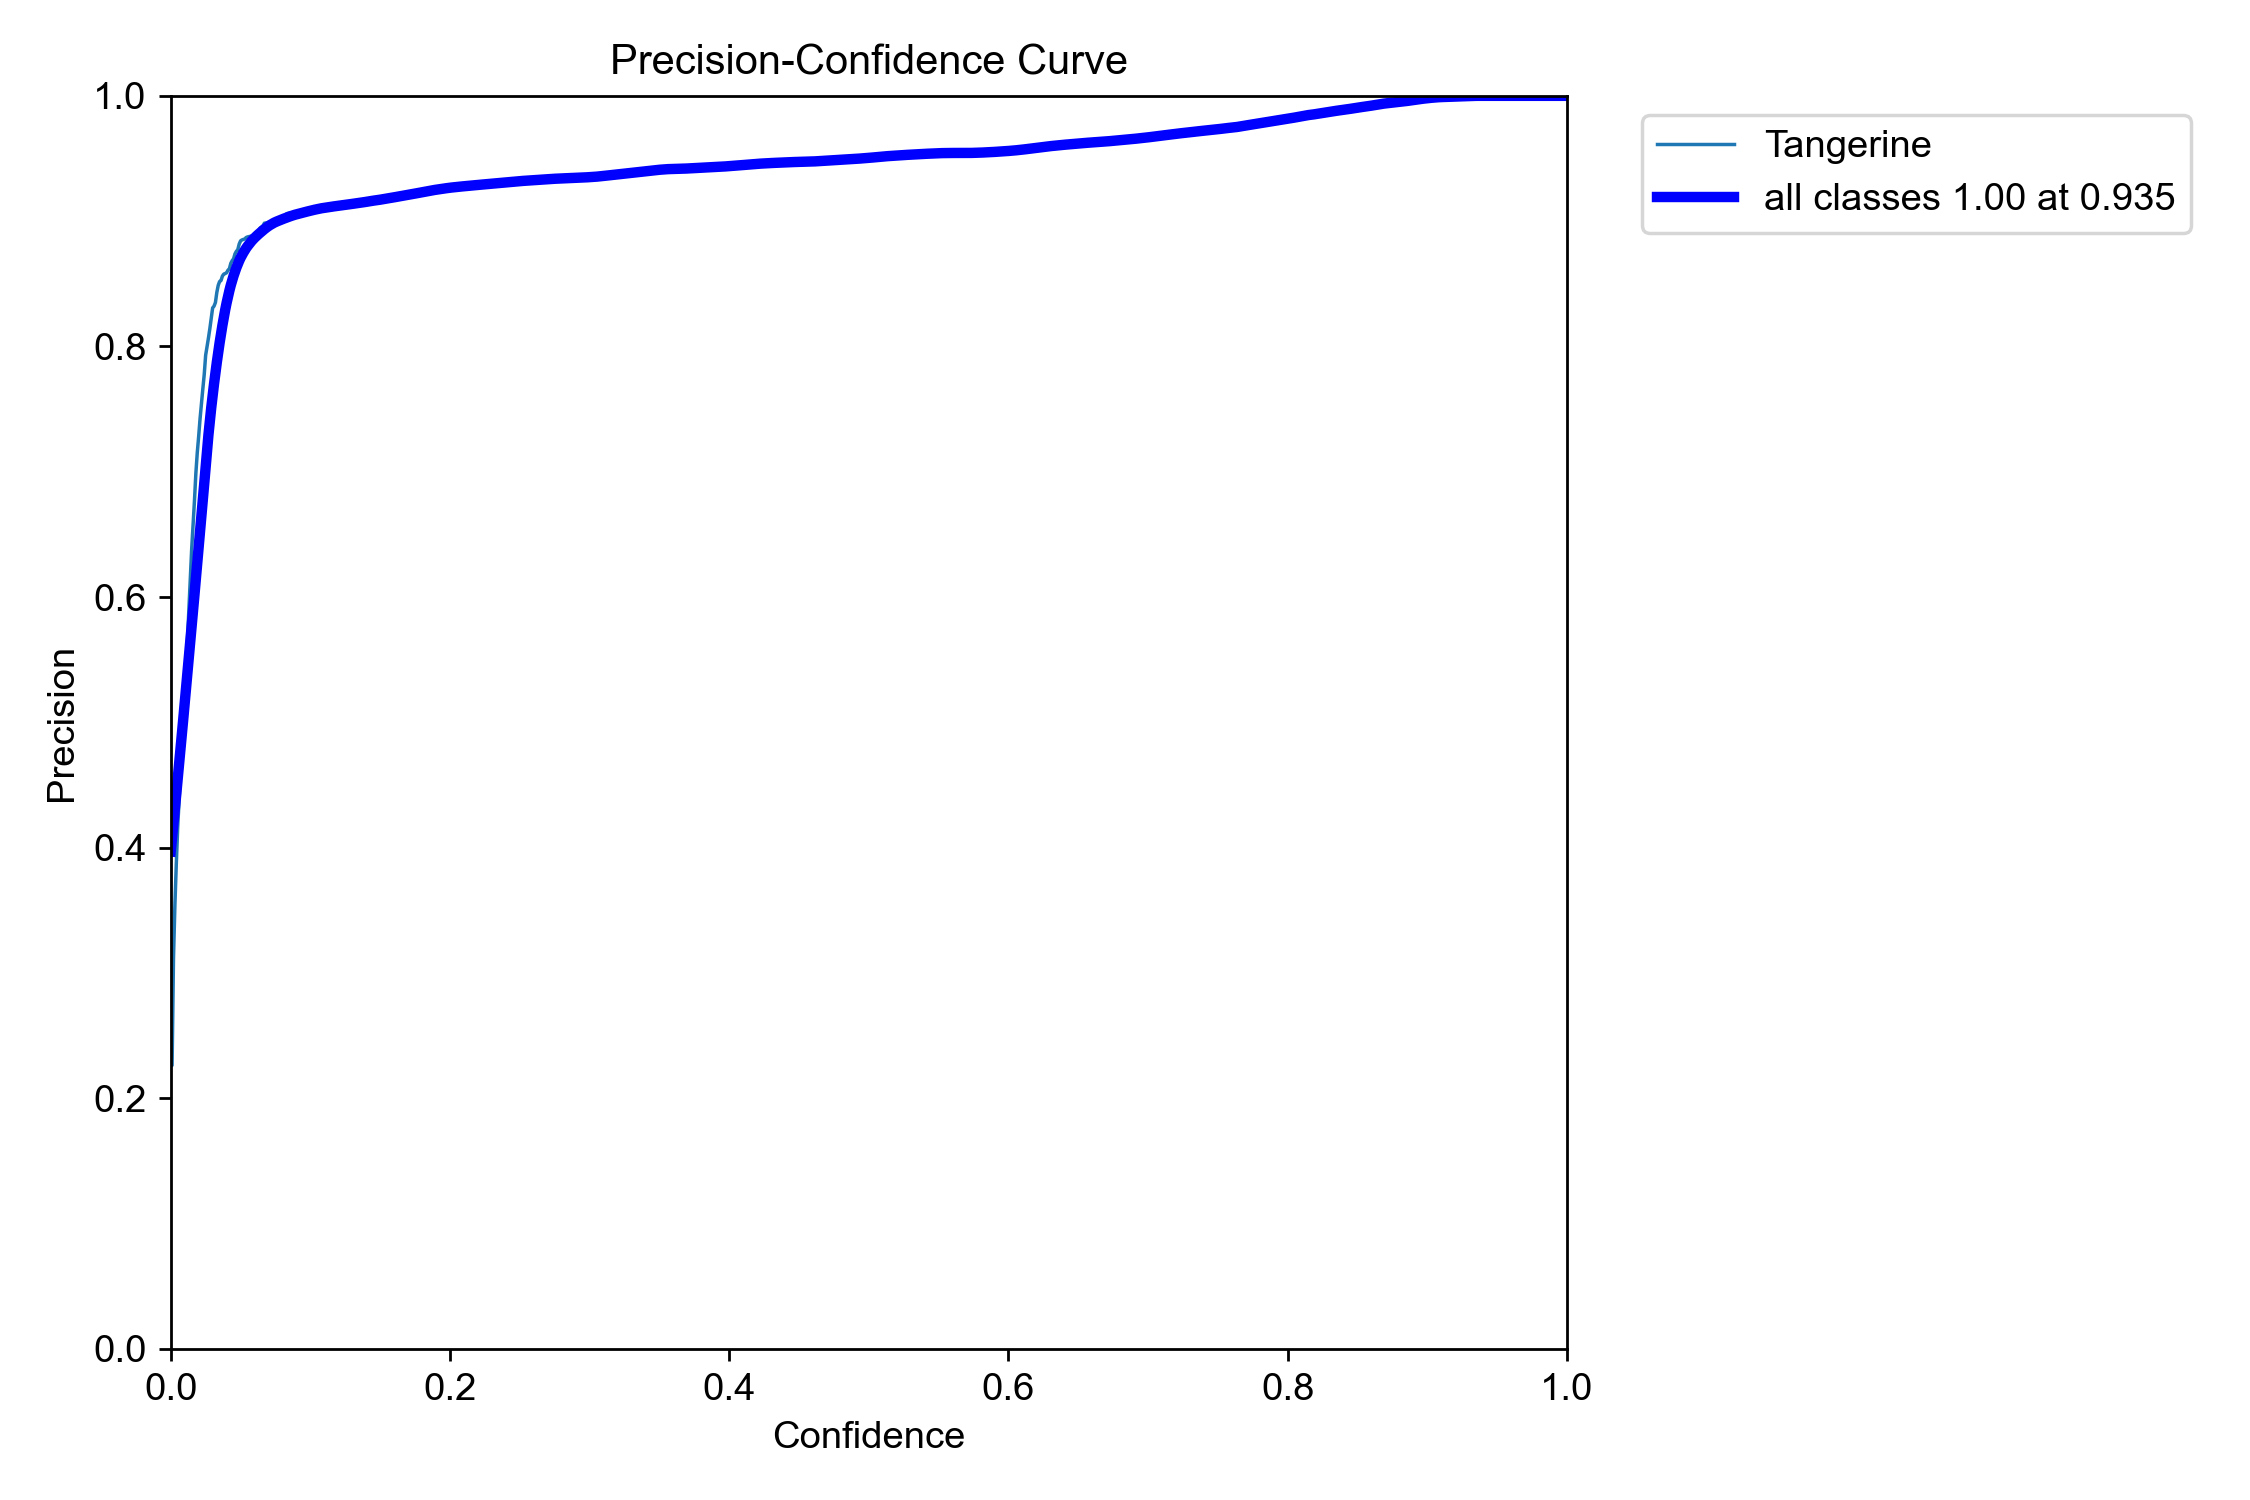 Precision-Confidence Curve
1.0
0.8
0.6
0.4
0.2
0.0
Precision
0.0 0.2 0.4 0.6 0.8 1.0
Confidence
Tangerine
all classes 1.00 at 0.935